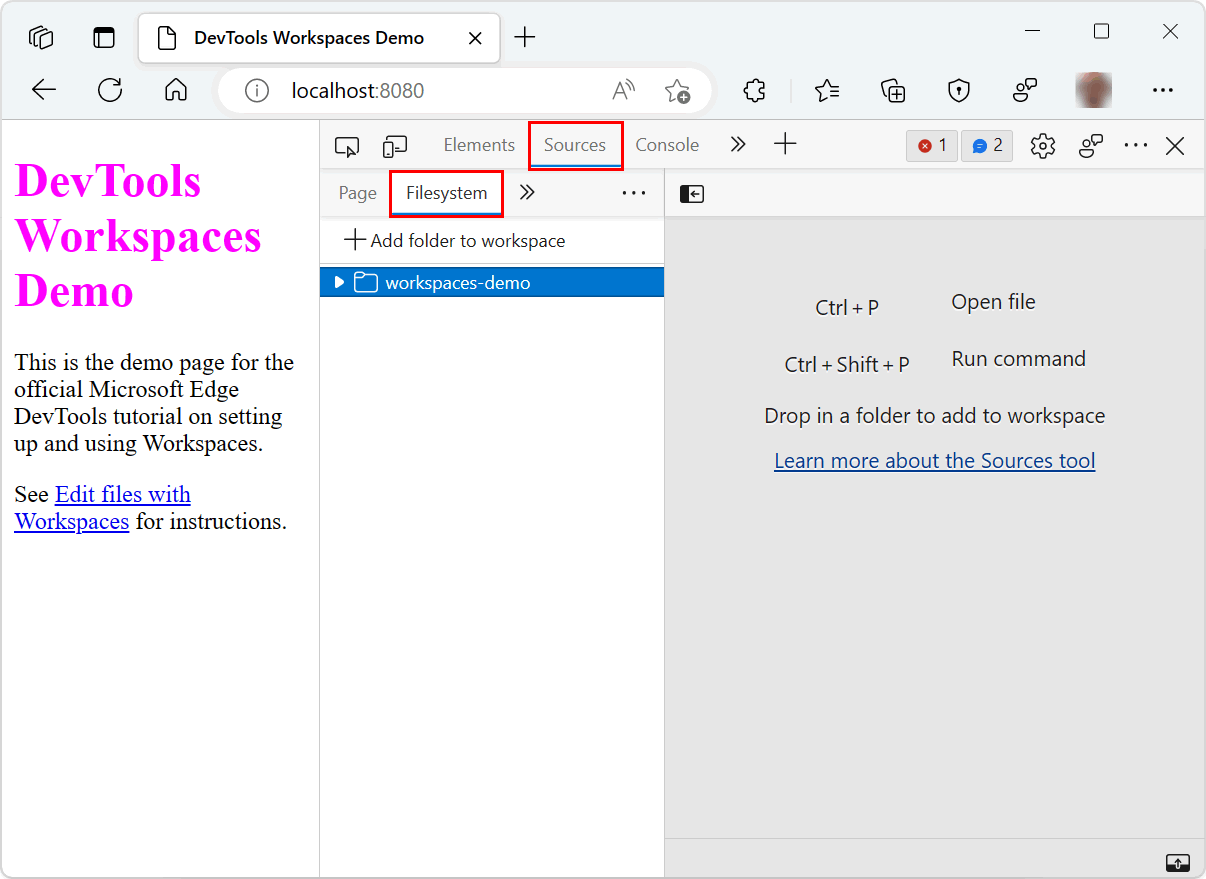 DevTools Workspaces Demo
localhost:8080
Elements Sources Console 1 2
Page Filesystem
Add folder to workspace
workspaces-demo
DevTools
Workspaces
Demo
This is the demo page for the
official Microsoft Edge
DevTools tutorial on setting
up and using Workspaces.
See Edit files with
Workspaces for instructions.
Ctrl + P Open file
Ctrl + Shift + P Run command
Drop in a folder to add to workspace
Learn more about the Sources tool